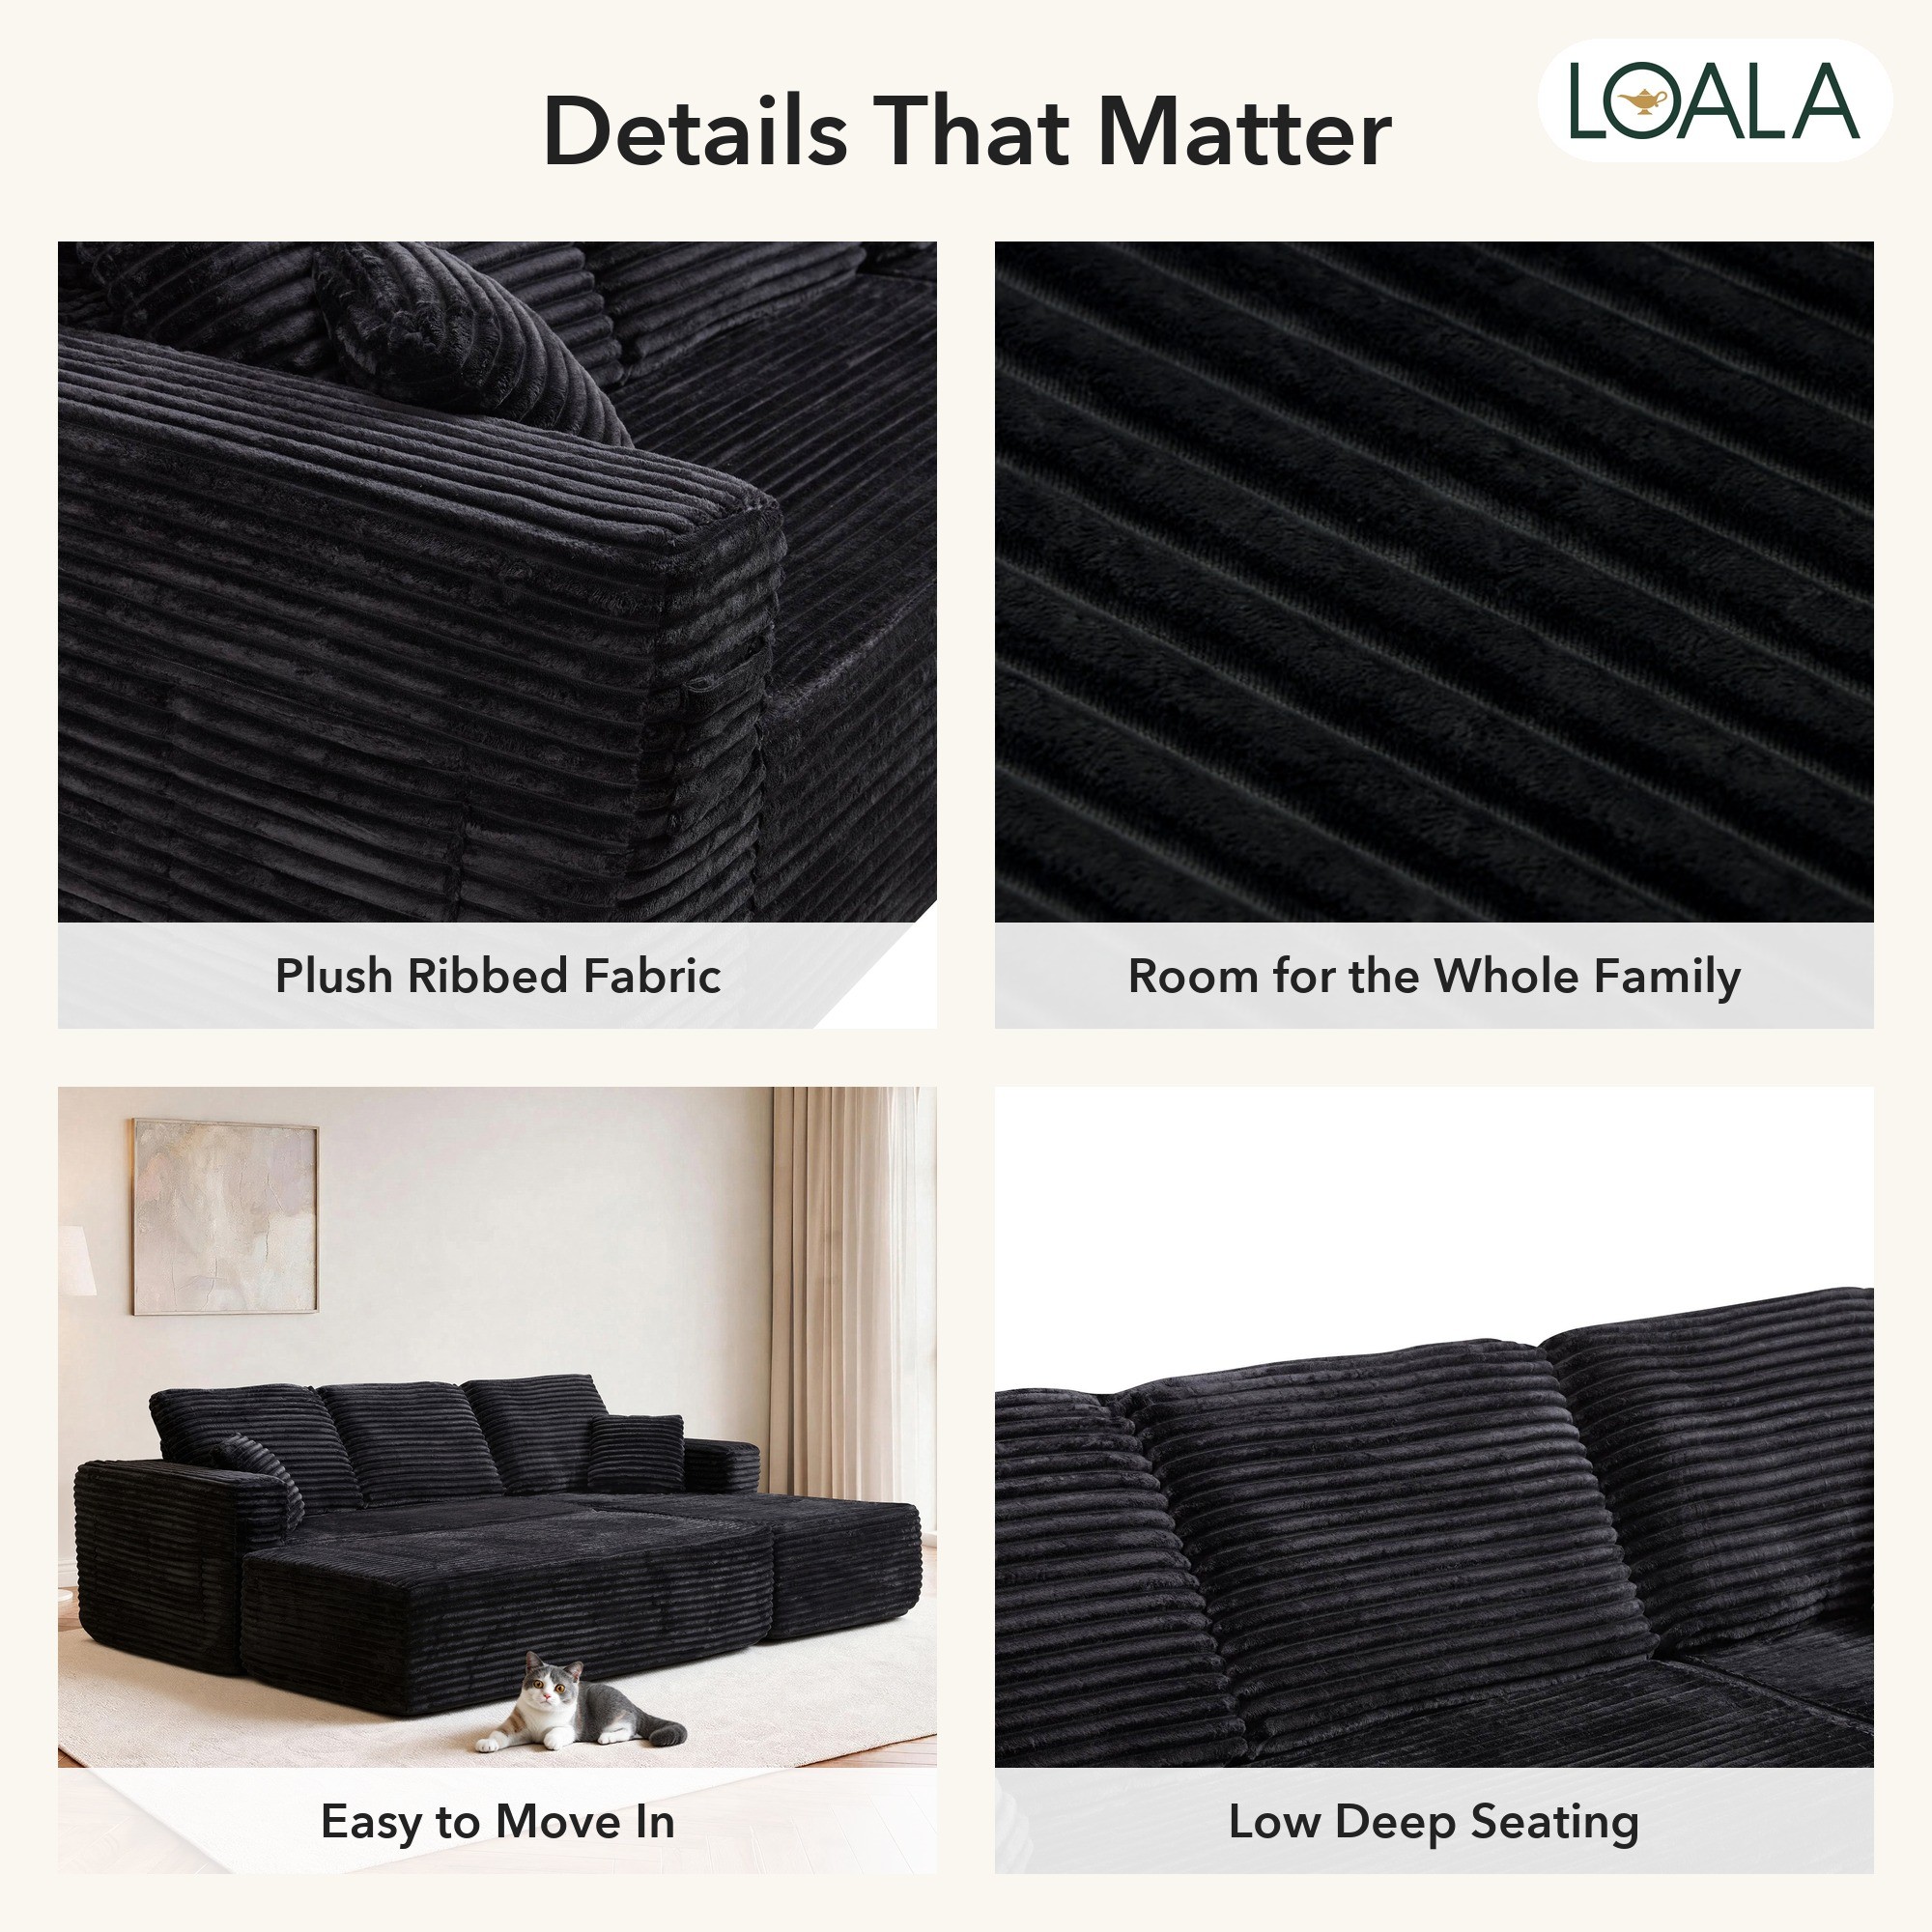 LOALA
Details That Matter
Plush Ribbed Fabric
Room for the Whole Family
Easy to Move In
Low Deep Seating